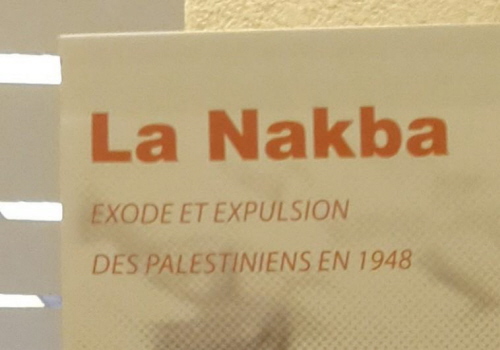 La Nakba
EXODE ET EXPULSION
DES PALESTINIENS EN 1948